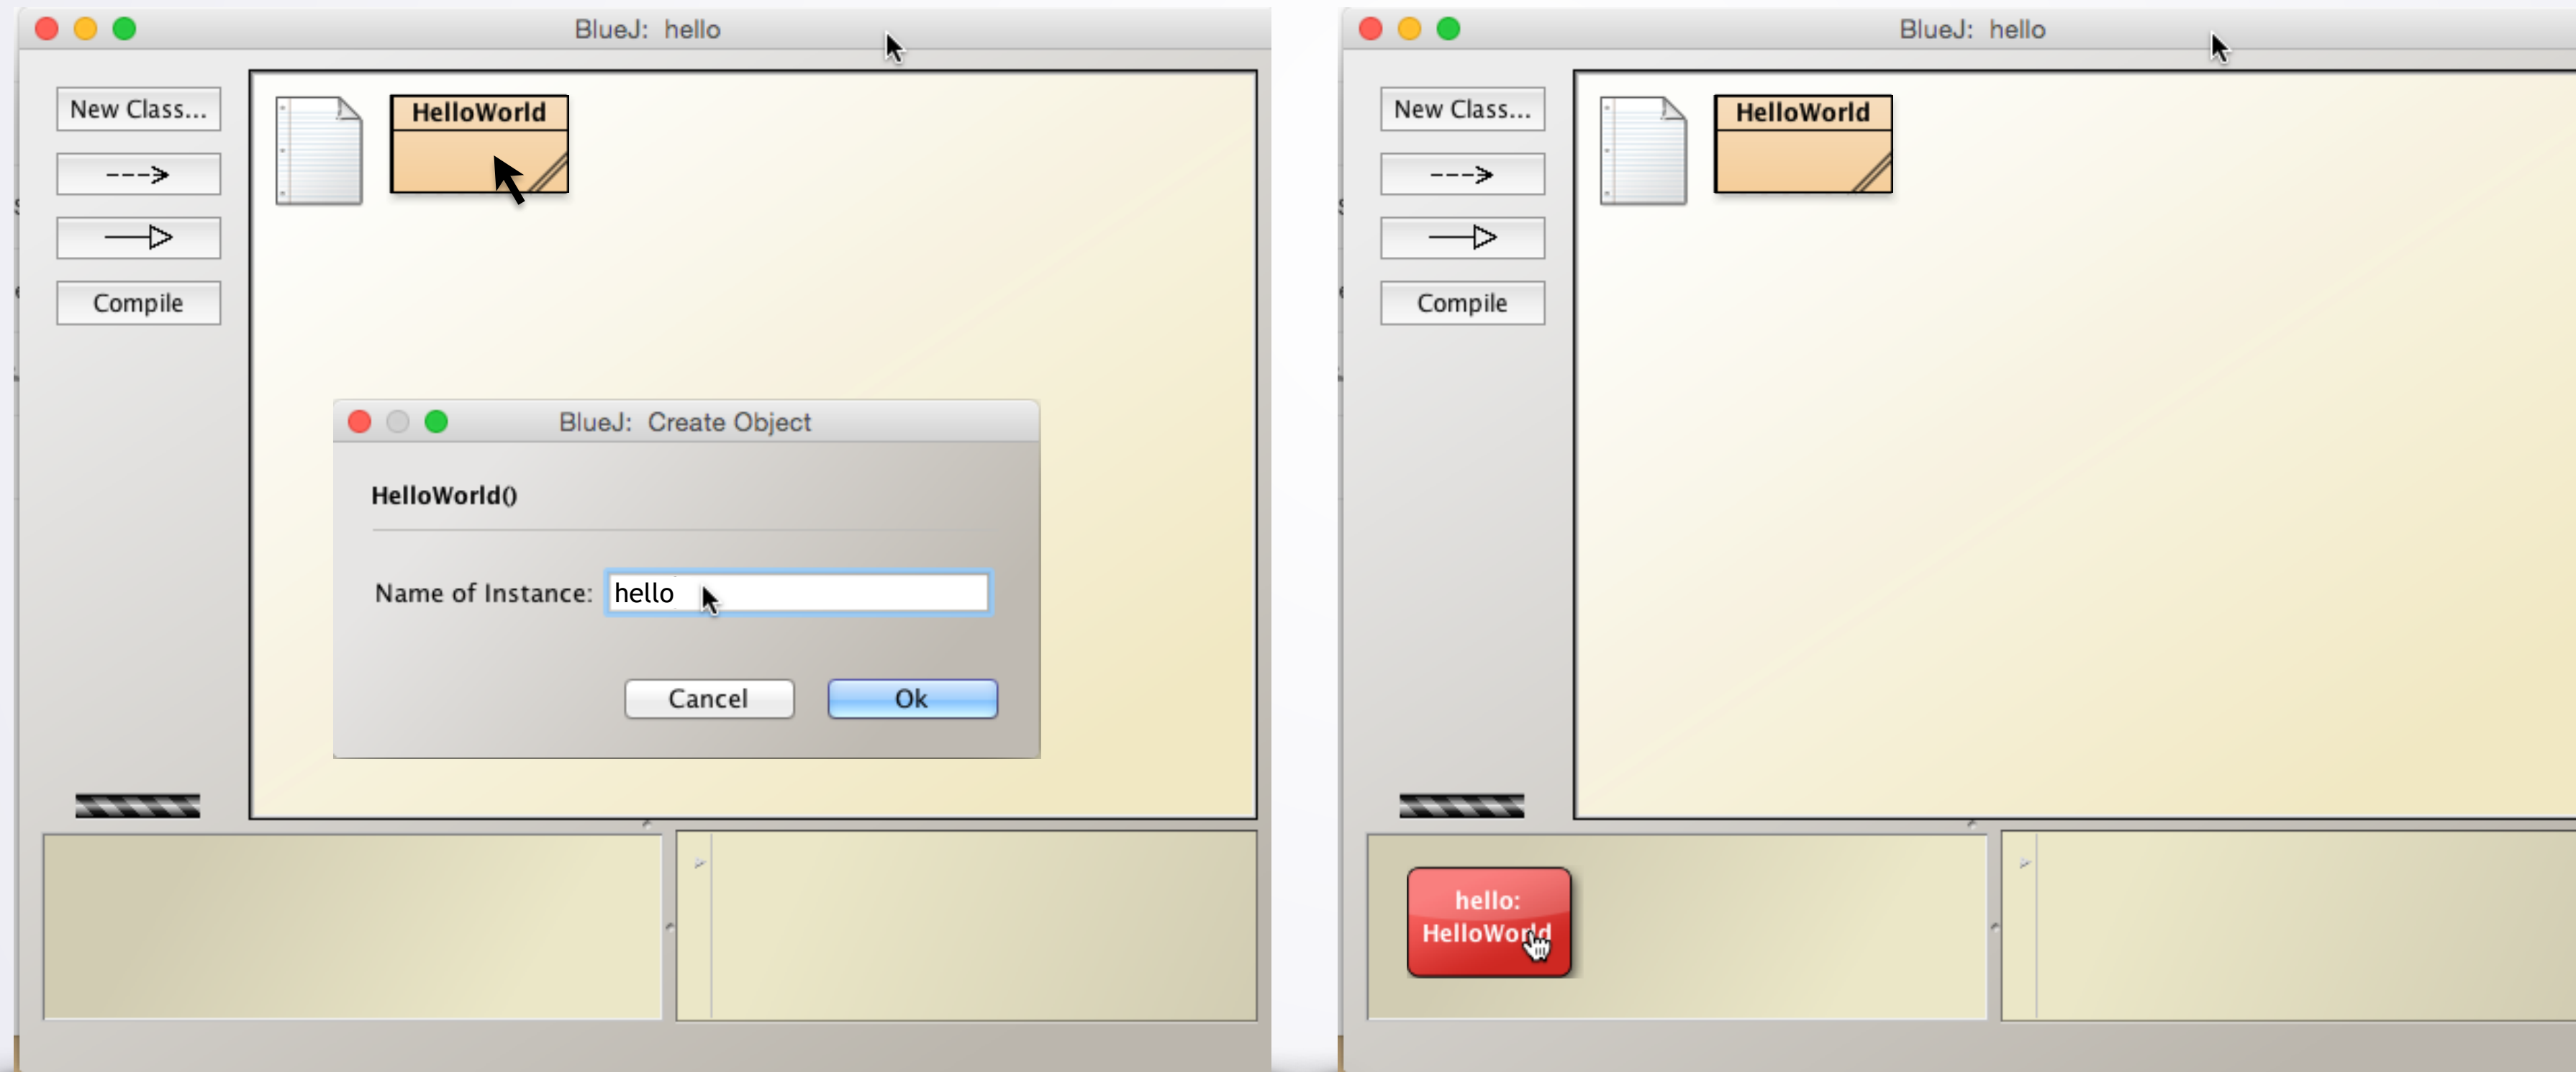 BlueJ: hello
New Class...
HelloWorld
Compile
BlueJ: Create Object
HelloWorld()
Name of Instance: hello
Cancel
Ok
BlueJ: hello
New Class...
HelloWorld
Compile
hello:
HelloWorld